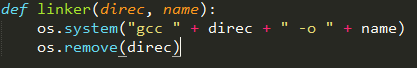 def linker(direc, name):
    os.system("gcc " + direc + " -o " + name)
    os.remove(direc)